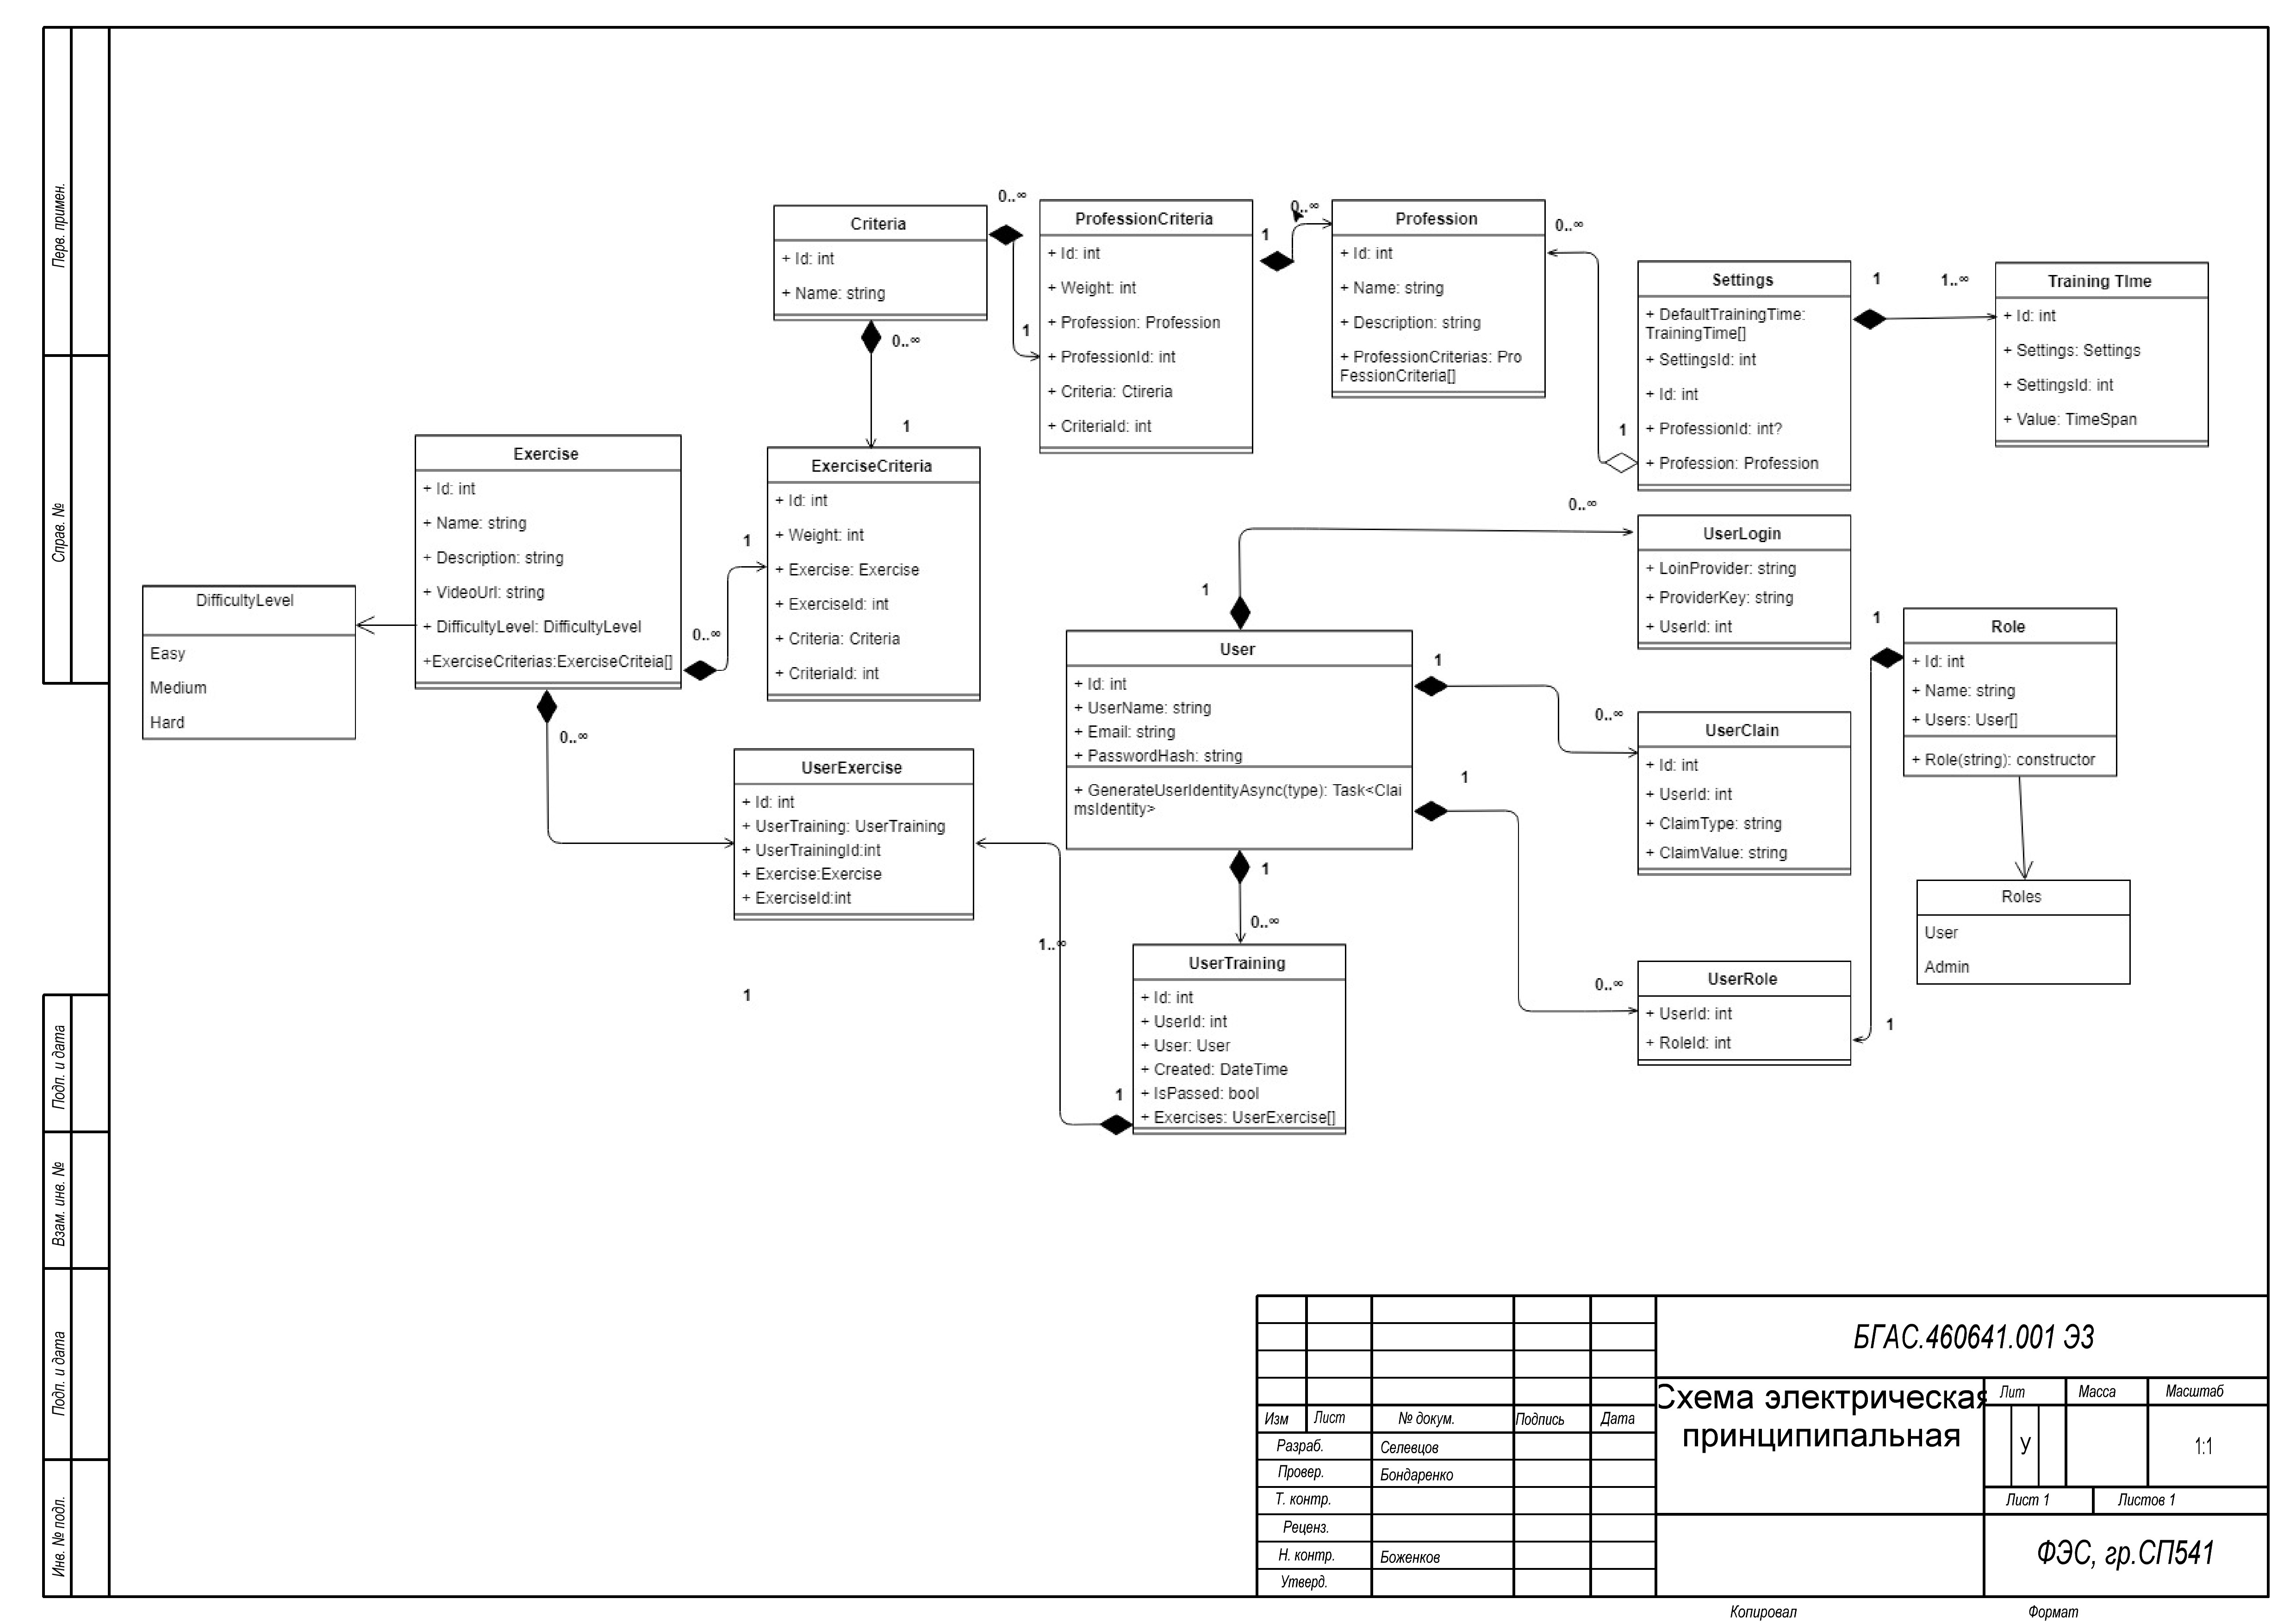 Перв. примен.
Справ. №
Подп. и дата
Взам. инв. №
Подп. и дата
Инв. № подл.
Criteria
+ Id: int
+ Name: string
0..∞
0..∞
1
1
ProfessionCriteria
+ Id: int
+ Weight: int
+ Profession: Profession
+ ProfessionId: int
+ Criteria: Ctireria
+ CriteriaId: int
1
0..∞
Profession
+ Id: int
+ Name: string
+ Description: string
+ ProfessionCriterias: Pro
FessionCriteria[]
0..∞
1
Settings
+ DefaultTrainingTime:
TrainingTime[]
+ SettingsId: int
+ Id: int
+ ProfessionId: int?
+ Profession: Profession
1
1..∞
Training TIme
+ Id: int
+ Settings: Settings
+ SettingsId: int
+ Value: TimeSpan
Exercise
+ Id: int
+ Name: string
+ Description: string
+ VideoUrl: string
+ DifficultyLevel: DifficultyLevel
+ExerciseCriterias:ExerciseCriteia[]
0..∞
1
0..∞
ExerciseCriteria
+ Id: int
+ Weight: int
+ Exercise: Exercise
+ ExerciseId: int
+ Criteria: Criteria
+ CriteriaId: int
DifficultyLevel
Easy
Medium
Hard
UserExercise
+ Id: int
+ UserTraining: UserTraining
+ UserTrainingId:int
+ Exercise:Exercise
+ ExerciseId:int
1
1..∞
1
User
+ Id: int
+ UserName: string
+ Email: string
+ PasswordHash: string
+ GenerateUserIdentityAsync(type): Task<Clai
msIdentity>
1
0..∞
1
0..∞
1
0..∞
1
0..∞
UserTraining
+ Id: int
+ UserId: int
+ User: User
+ Created: DateTime
+ IsPassed: bool
+ Exercises: UserExercise[]
UserLogin
+ LoinProvider: string
+ ProviderKey: string
+ UserId: int
UserClain
+ Id: int
+ UserId: int
+ ClaimType: string
+ ClaimValue: string
UserRole
+ UserId: int
+ RoleId: int
1
1
Role
+ Id: int
+ Name: string
+ Users: User[]
+ Role(string): constructor
Roles
User
Admin
БГАС.460641.001 ЭЗ
Схема электрическая
принципипальная
Лит
Масса
Масштаб
У
1:1
Лист 1
Листов 1
ФЭС, гр.СП541
Изм
Лист
№ докум.
Подпись
Дата
Разраб.
Селевцов
Провер.
Бондаренко
Т. контр.
Реценз.
Н. контр.
Боженков
Утверд.
Копировал
Формат